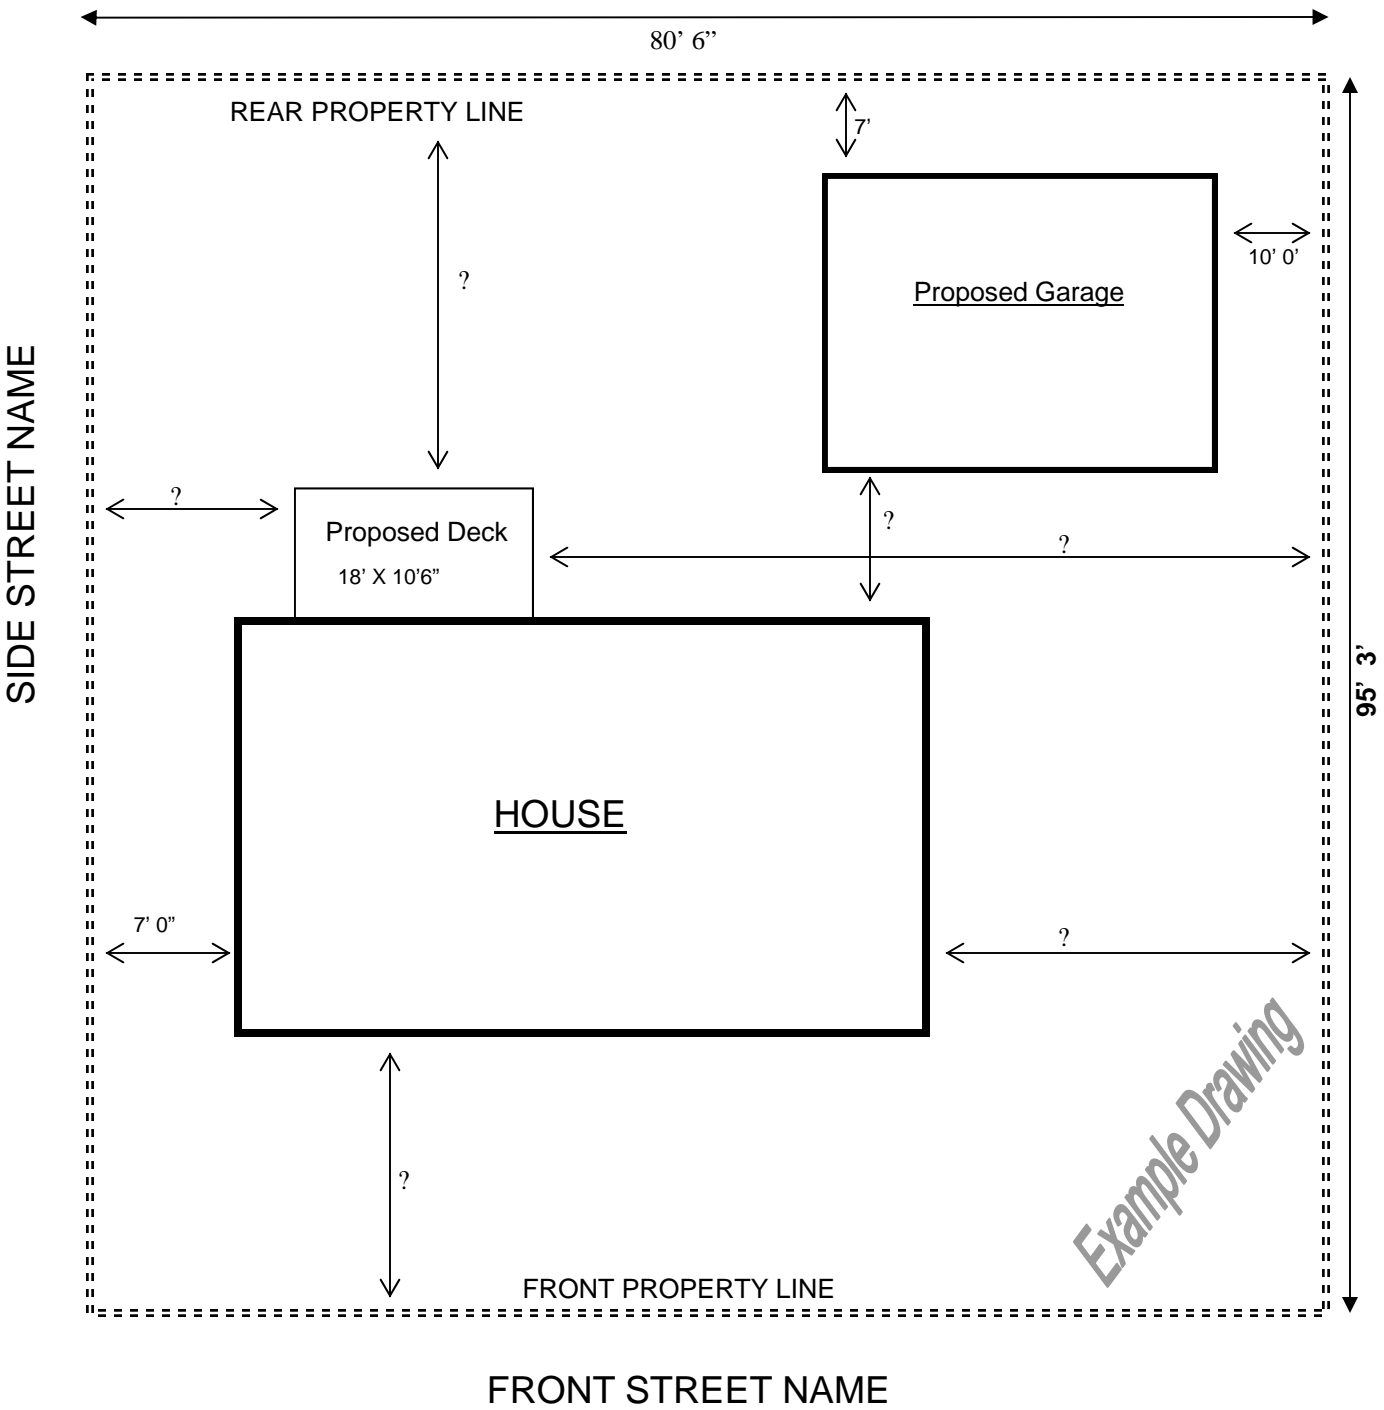 80’ 6”
REAR PROPERTY LINE
7’
10’ 0’
Proposed Garage
?
SIDE STREET NAME
?
Proposed Deck
18’ X 10’6”
?
?
95’ 3’
HOUSE
7’ 0”
?
Example Drawing
?
FRONT PROPERTY LINE
FRONT STREET NAME